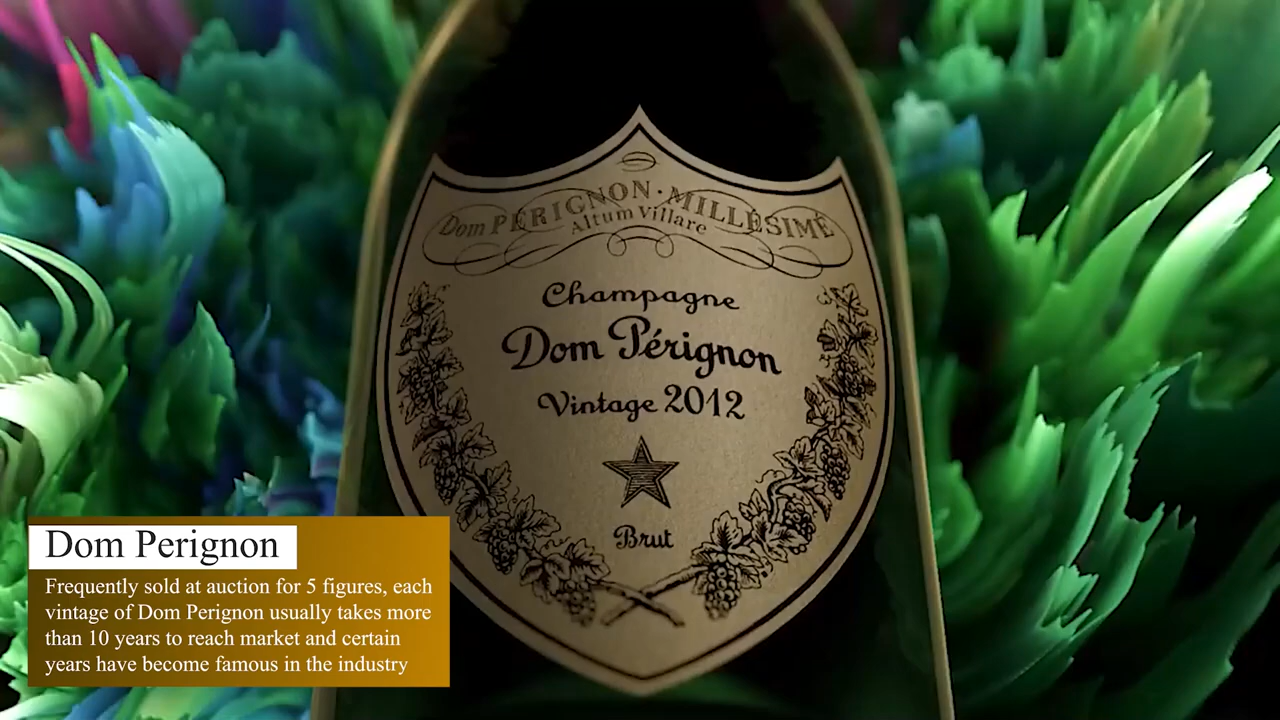 Dom PERIGNON · MILLÉSIMÉ
Altum Villare
Champagne
Dom Pérignon
Vintage 2012
Brut
Dom Perignon
Frequently sold at auction for 5 figures, each
vintage of Dom Perignon usually takes more
than 10 years to reach market and certain
years have become famous in the industry